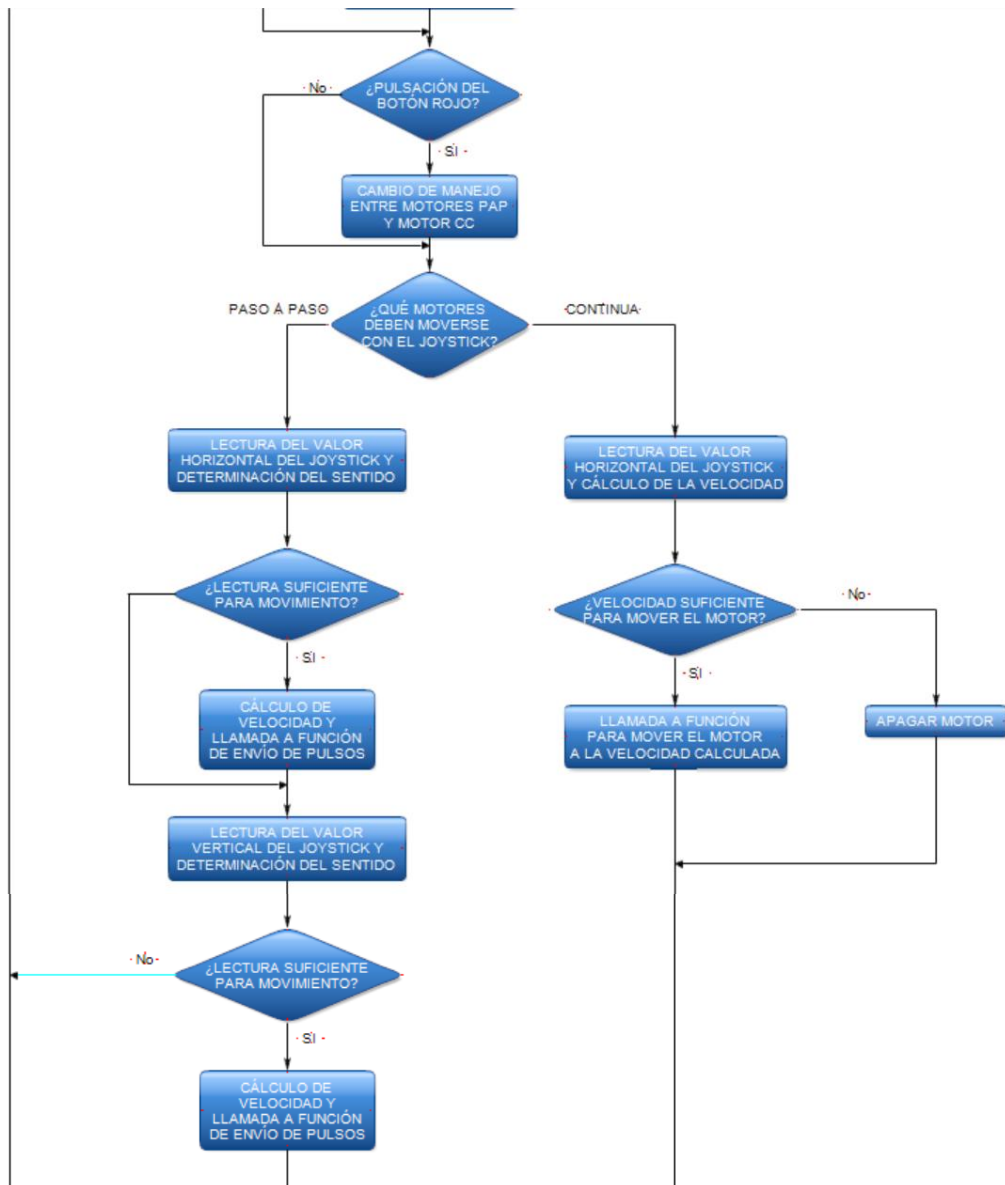 No
¿PULSACIÓN DEL
BOTÓN ROJO?
SI
CAMBIO DE MANEJO
ENTRE MOTORES PAP
Y MOTOR CC
PASO A PASO
¿QUÉ MOTORES
DEBEN MOVERSE
CON EL JOYSTICK?
CONTINUA
LECTURA DEL VALOR
HORIZONTAL DEL JOYSTICK Y
DETERMINACIÓN DEL SENTIDO
LECTURA DEL VALOR
HORIZONTAL DEL JOYSTICK
Y CÁLCULO DE LA VELOCIDAD
¿LECTURA SUFICIENTE
PARA MOVIMIENTO?
¿VELOCIDAD SUFICIENTE
PARA MOVER EL MOTOR?
No
SI
SI
CÁLCULO DE
VELOCIDAD Y
LLAMADA A FUNCIÓN
DE ENVÍO DE PULSOS
LLAMADA A FUNCIÓN
PARA MOVER EL MOTOR
A LA VELOCIDAD CALCULADA
APAGAR MOTOR
LECTURA DEL VALOR
VERTICAL DEL JOYSTICK Y
DETERMINACIÓN DEL SENTIDO
No
¿LECTURA SUFICIENTE
PARA MOVIMIENTO?
SI
CÁLCULO DE
VELOCIDAD Y
LLAMADA A FUNCIÓN
DE ENVÍO DE PULSOS